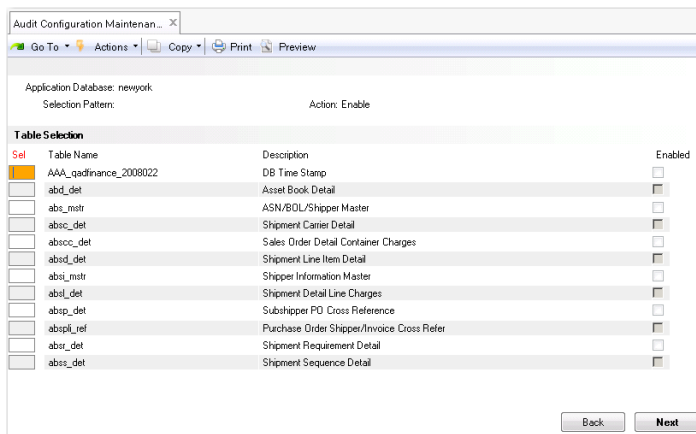 Audit Configuration Maintenan...
Go To Actions Copy Print Preview
Application Database: newyork
Selection Pattern: Action: Enable
Table Selection
Sel Table Name Description Enabled
AAA_qadfinance_2008022 DB Time Stamp
abd_det Asset Book Detail
abs_mstr ASN/BOL/Shipper Master
absc_det Shipment Carrier Detail
abscc_det Sales Order Detail Container Charges
absd_det Shipment Line Item Detail
absi_mstr Shipper Information Master
absl_det Shipment Detail Line Charges
absp_det Subshipper PO Cross Reference
abspli_ref Purchase Order Shipper/Invoice Cross Refer
absr_det Shipment Requirement Detail
abss_det Shipment Sequence Detail
Back Next